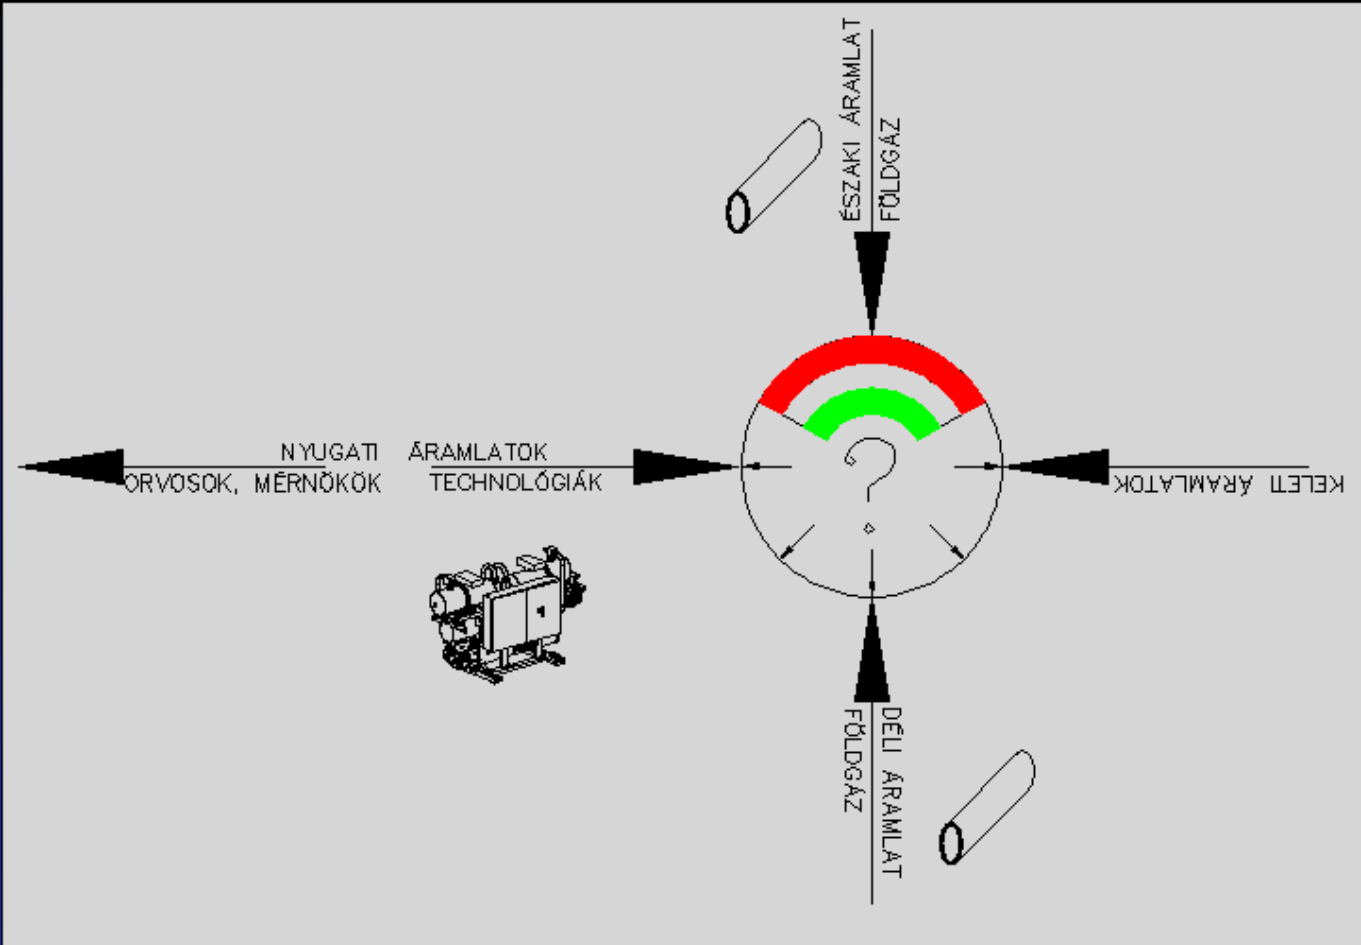 ÉSZAKI ÁRAMLAT
FÖLDGÁZ
NYUGATI ÁRAMLATOK
ORVOSOK, MÉRNÖKÖK
TECHNOLÓGIÁK
?
KELETI ÁRAMLATOK
DÉLI ÁRAMLAT
FÖLDGÁZ